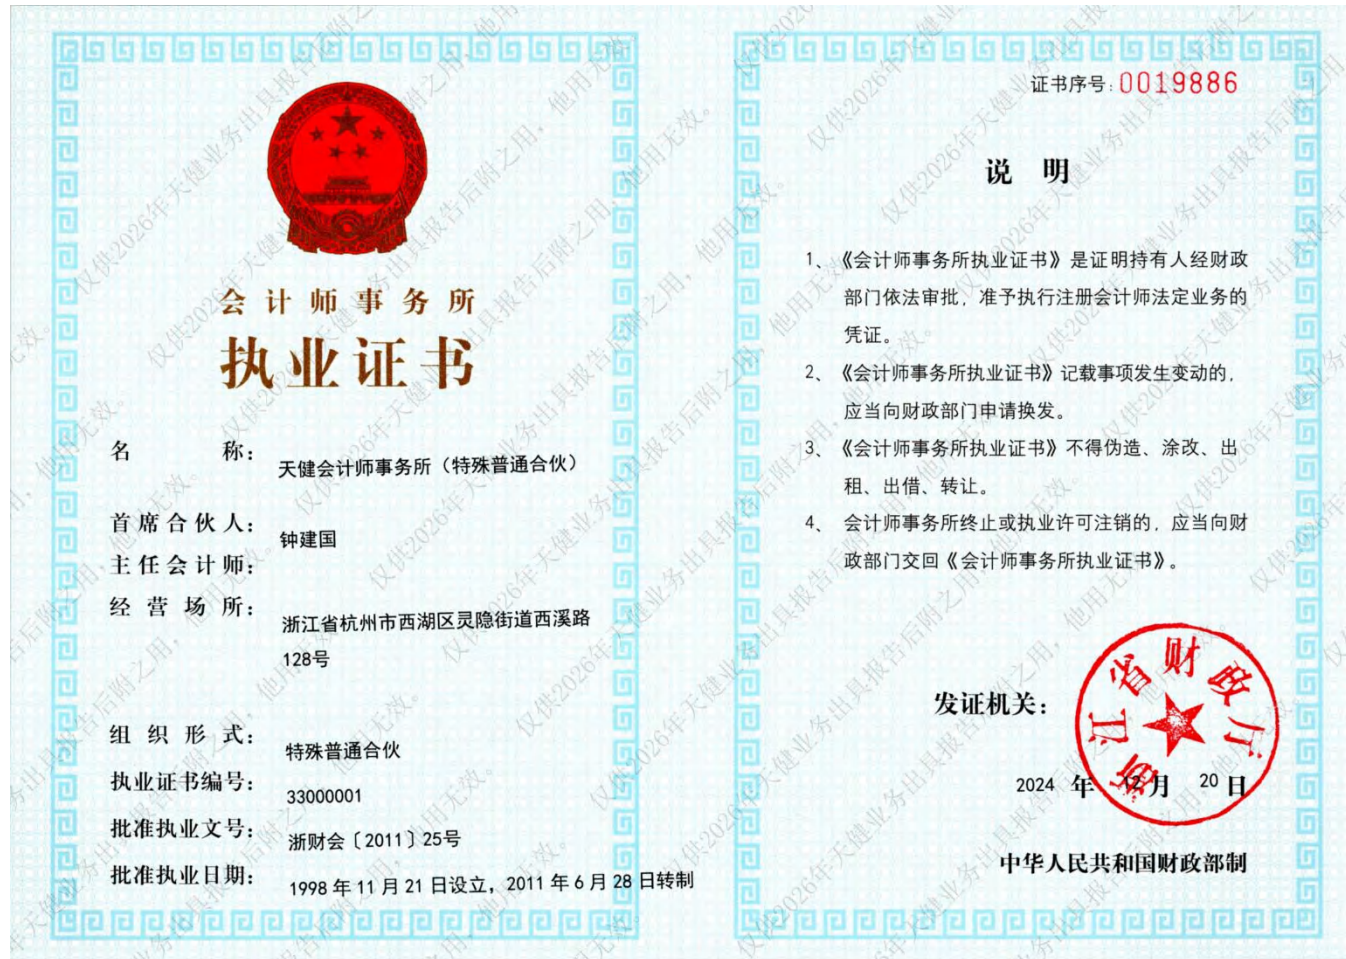 会计师事务所
执业证书
名 称：
天健会计师事务所（特殊普通合伙）
首席合伙人：
钟建国
主任会计师：
经营场所：
浙江省杭州市西湖区灵隐街道西溪路
128号
组织形式：
特殊普通合伙
执业证书编号：
33000001
批准执业文号：
浙财会〔2011〕25号
批准执业日期：
1998年11月21日设立，2011年6月28日转制
证书序号：0019886
说 明
1、《会计师事务所执业证书》是证明持有人经财政
部门依法审批，准予执行注册会计师法定业务的
凭证。
2、《会计师事务所执业证书》记载事项发生变动的，
应当向财政部门申请换发。
3、《会计师事务所执业证书》不得伪造、涂改、出
租、出借、转让。
4、会计师事务所终止或执业许可注销的，应当向财
政部门交回《会计师事务所执业证书》。
发证机关：
浙江省财政厅
2024 年 12 月 20 日
中华人民共和国财政部制
仅供2026年天健业务出具报告后附之用，他用无效。